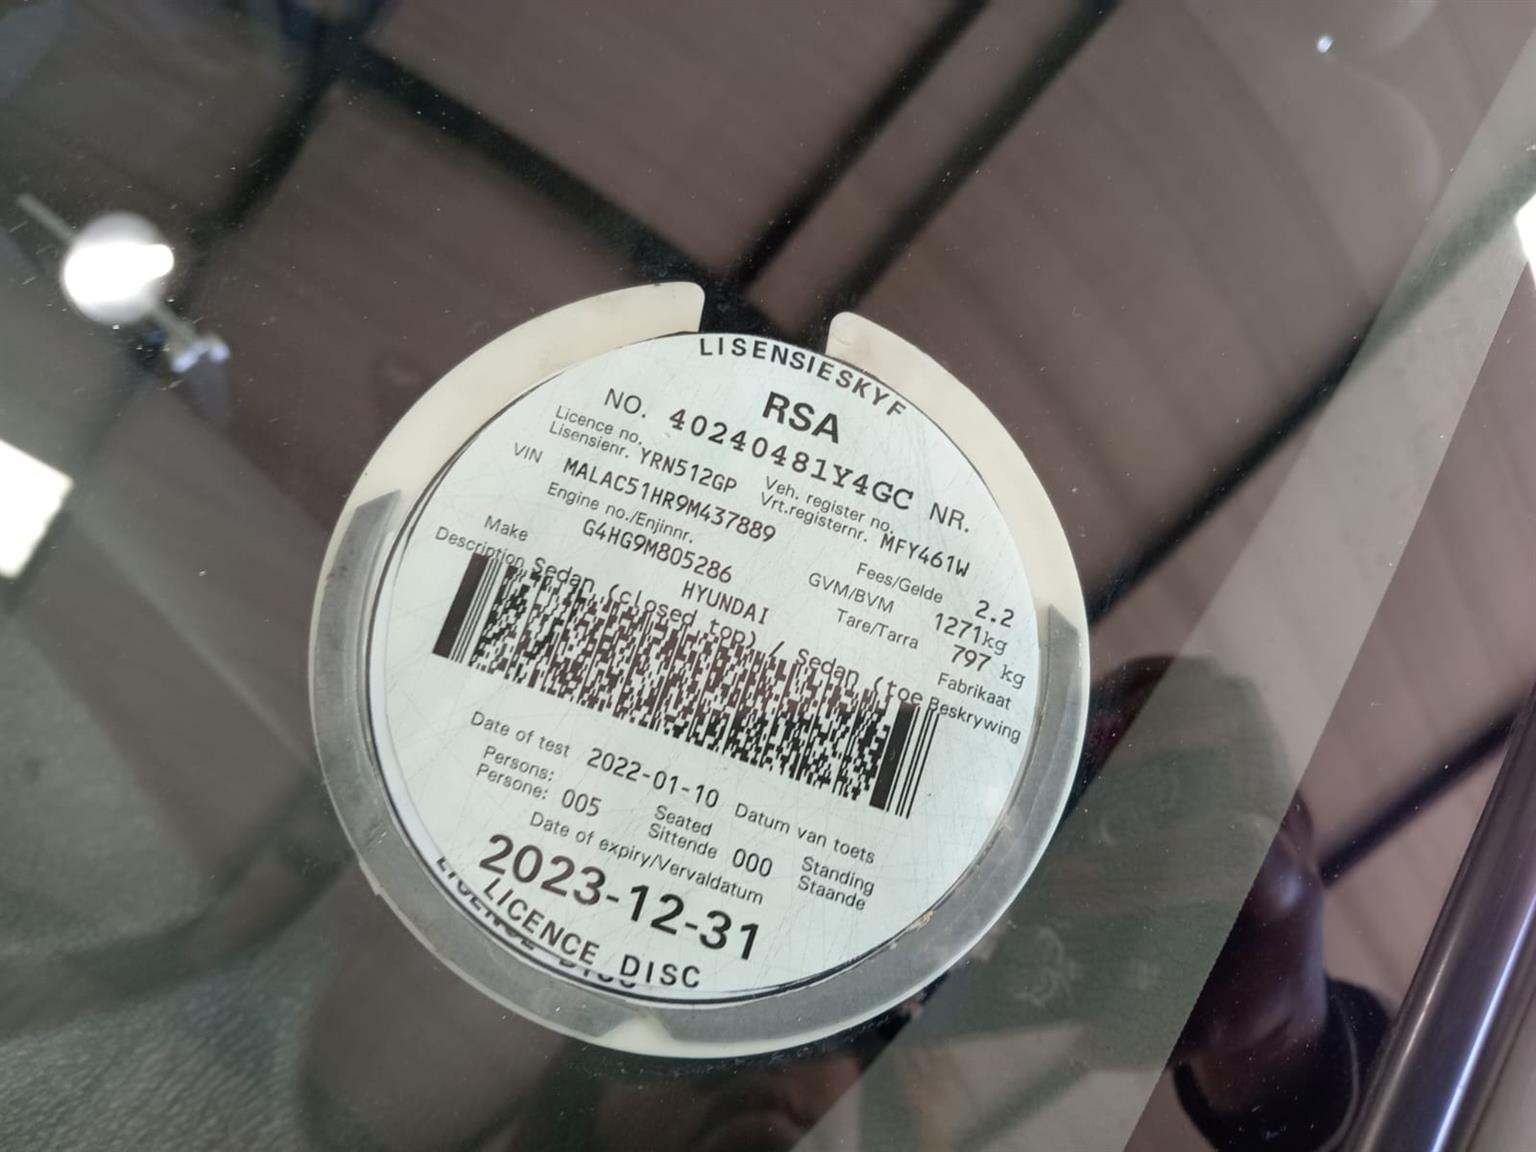 LISENSIESKYF
RSA
NO. 40240481Y4GC NR.
Licence no. Veh. register no.
Lisensienr. YRN512GP Vrt.registernr. MFY461W
VIN MALAC51HR9M437889 Fees/Gelde 2.2
Engine no./Enjinnr. GVM/BVM 1271kg
G4HG9M805286 Tare/Tarra 797 kg
Make HYUNDAI Fabrikaat
Description Sedan (closed top) / Sedan (toe Beskrywing
Date of test 2022-01-10 Datum van toets
Persons: Seated Standing
Persone: 005 Sittende 000 Staande
Date of expiry/Vervaldatum
2023-12-31
LICENCE DISC
LICENCE DISC